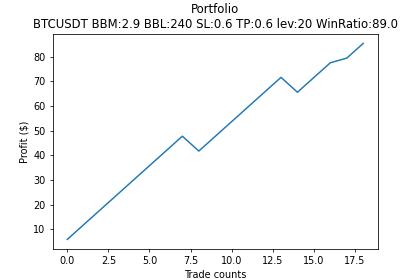 Portfolio
BTCUSDT BBM:2.9 BBL:240 SL:0.6 TP:0.6 lev:20 WinRatio:89.0
80
70
60
50
40
30
20
10
Profit ($)
0.0 2.5 5.0 7.5 10.0 12.5 15.0 17.5
Trade counts